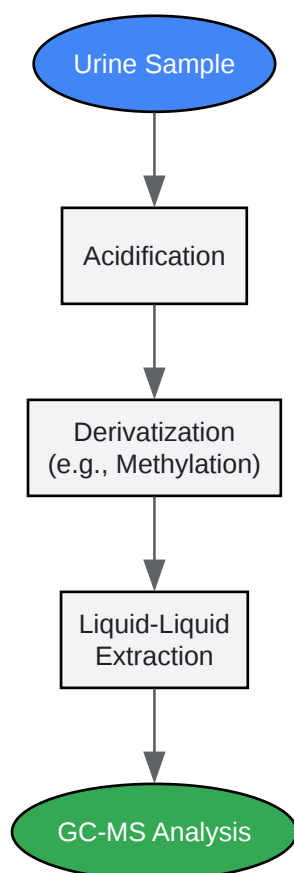 Urine Sample
Acidification
Derivatization
(e.g., Methylation)
Liquid-Liquid
Extraction
GC-MS Analysis